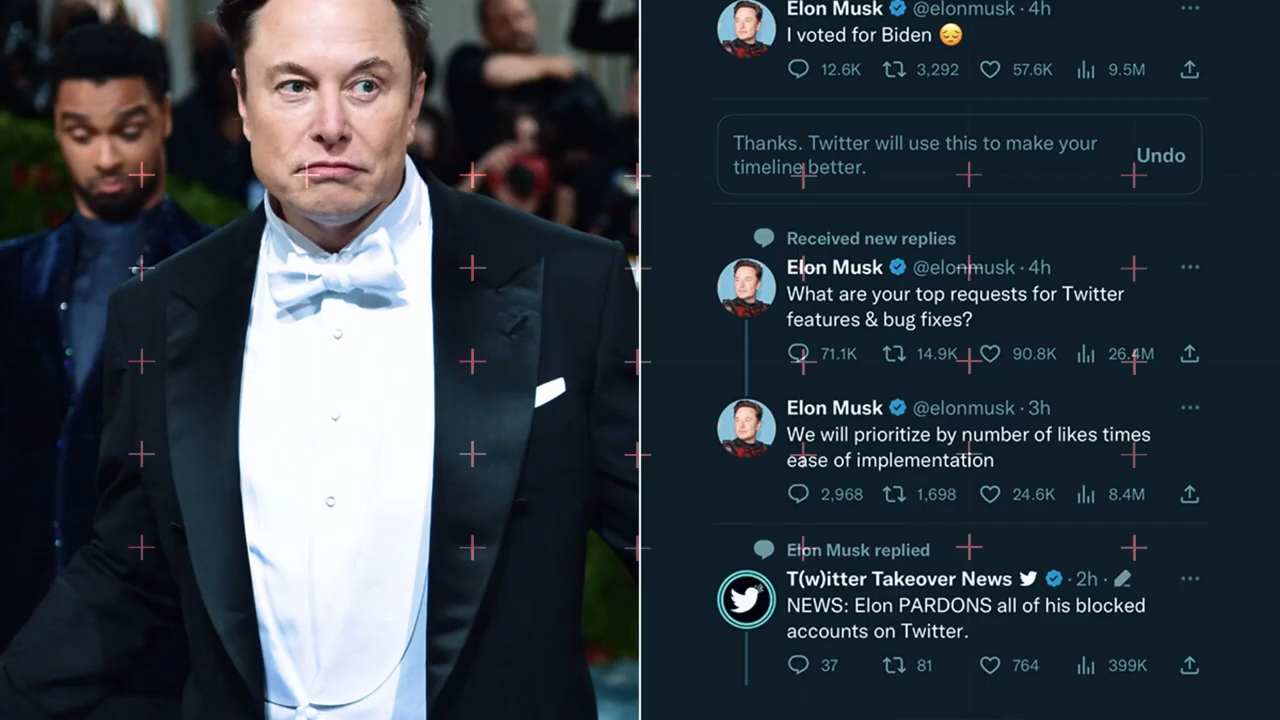 Elon Musk @elonmusk · 4h
I voted for Biden 😔
12.6K 3,292 57.6K 9.5M
Thanks. Twitter will use this to make your
timeline better.
Undo
Received new replies
Elon Musk @elonmusk · 4h
What are your top requests for Twitter
features & bug fixes?
71.1K 14.9K 90.8K 26.4M
Elon Musk @elonmusk · 3h
We will prioritize by number of likes times
ease of implementation
2,968 1,698 24.6K 8.4M
Elon Musk replied
T(w)itter Takeover News · 2h ·
NEWS: Elon PARDONS all of his blocked
accounts on Twitter.
37 81 764 399K